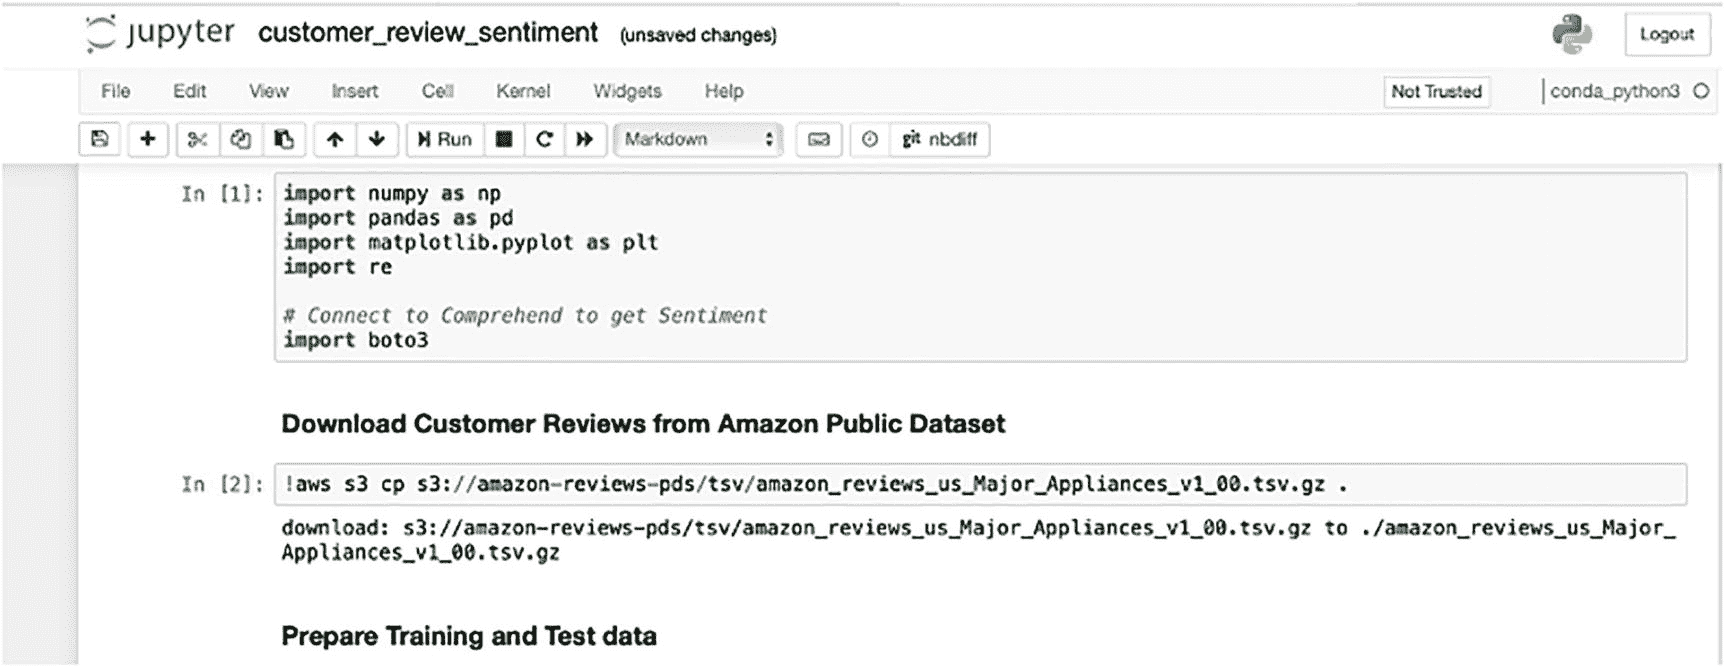 jupyter customer_review_sentiment (unsaved changes) Logout
File Edit View Insert Cell Kernel Widgets Help Not Trusted conda_python3
Run Markdown git nbdiff
In [1]: import numpy as np
import pandas as pd
import matplotlib.pyplot as plt
import re
# Connect to Comprehend to get Sentiment
import boto3
Download Customer Reviews from Amazon Public Dataset
In [2]: !aws s3 cp s3://amazon-reviews-pds/tsv/amazon_reviews_us_Major_Appliances_v1_00.tsv.gz .
download: s3://amazon-reviews-pds/tsv/amazon_reviews_us_Major_Appliances_v1_00.tsv.gz to ./amazon_reviews_us_Major_
Appliances_v1_00.tsv.gz
Prepare Training and Test data